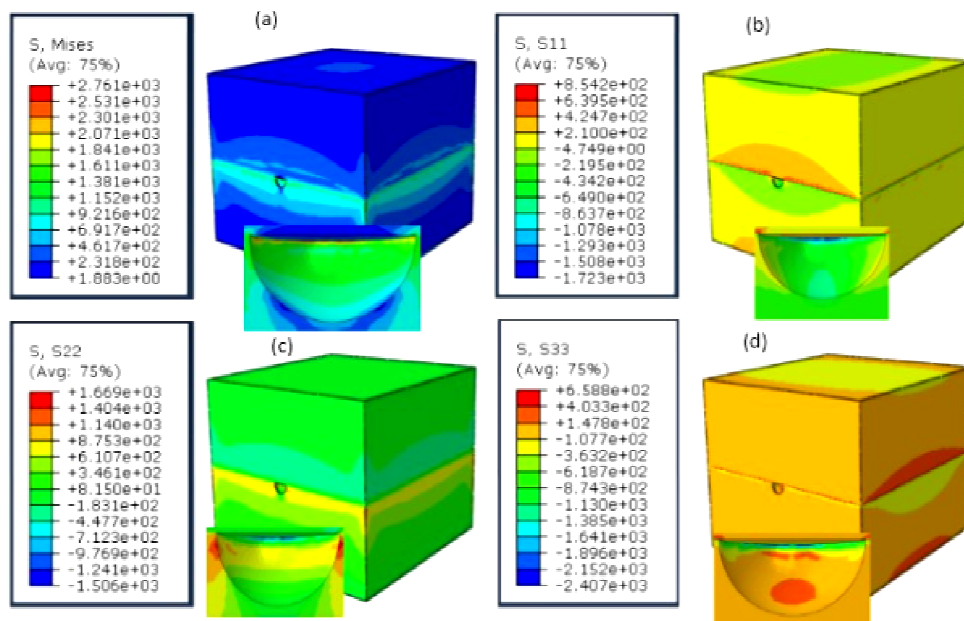 (a)
S, Mises
(Avg: 75%)
+2.761e+03
+2.531e+03
+2.301e+03
+2.071e+03
+1.841e+03
+1.611e+03
+1.381e+03
+1.152e+03
+9.216e+02
+6.917e+02
+4.617e+02
+2.318e+02
+1.883e+00
(b)
S, S11
(Avg: 75%)
+8.542e+02
+6.395e+02
+4.247e+02
+2.100e+02
-4.749e+00
-2.195e+02
-4.342e+02
-6.490e+02
-8.637e+02
-1.078e+03
-1.293e+03
-1.508e+03
-1.723e+03
(c)
S, S22
(Avg: 75%)
+1.669e+03
+1.404e+03
+1.140e+03
+8.753e+02
+6.107e+02
+3.461e+02
+8.150e+01
-1.831e+02
-4.477e+02
-7.123e+02
-9.769e+02
-1.241e+03
-1.506e+03
(d)
S, S33
(Avg: 75%)
+6.588e+02
+4.033e+02
+1.478e+02
-1.077e+02
-3.632e+02
-6.187e+02
-8.743e+02
-1.130e+03
-1.385e+03
-1.641e+03
-1.896e+03
-2.152e+03
-2.407e+03